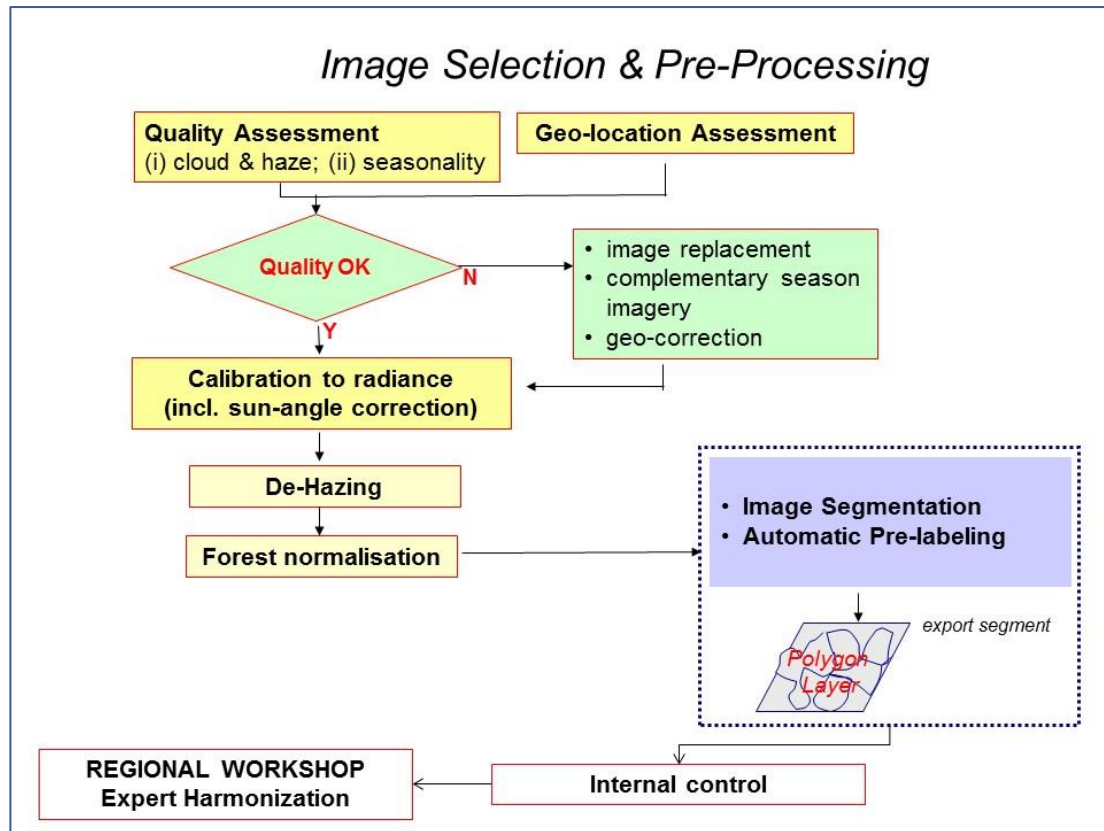 Image Selection & Pre-Processing
Quality Assessment
(i) cloud & haze; (ii) seasonality
Geo-location Assessment
Quality OK
N
Y
• image replacement
• complementary season
imagery
• geo-correction
Calibration to radiance
(incl. sun-angle correction)
De-Hazing
Forest normalisation
• Image Segmentation
• Automatic Pre-labeling
export segment
Polygon
Layer
Internal control
REGIONAL WORKSHOP
Expert Harmonization